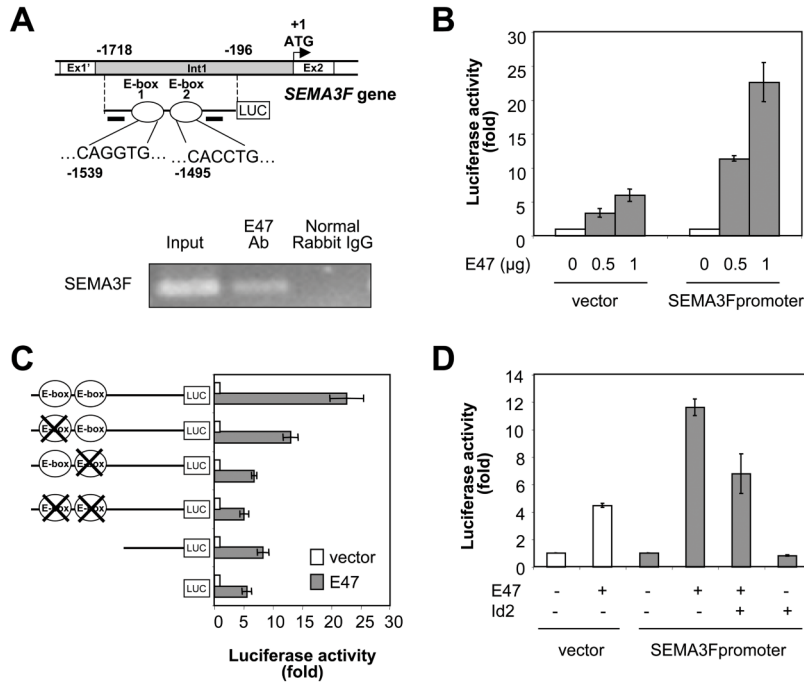 A
-1718
-196
+1
ATG
Ex1'
Int1
Ex2
E-box
1
E-box
2
LUC
SEMA3F gene
...CAGGTG...
-1539
...CACCTG...
-1495
Input
E47
Ab
Normal
Rabbit IgG
SEMA3F
B
Luciferase activity
(fold)
30
25
20
15
10
5
0
E47 (µg)
0 0.5 1
0 0.5 1
vector
SEMA3Fpromoter
C
E-box E-box LUC
E-box E-box LUC
E-box E-box LUC
E-box E-box LUC
LUC
LUC
vector
E47
0 5 10 15 20 25 30
Luciferase activity
(fold)
D
Luciferase activity
(fold)
14
12
10
8
6
4
2
0
E47 - + - + + -
Id2 - - - - + +
vector
SEMA3Fpromoter